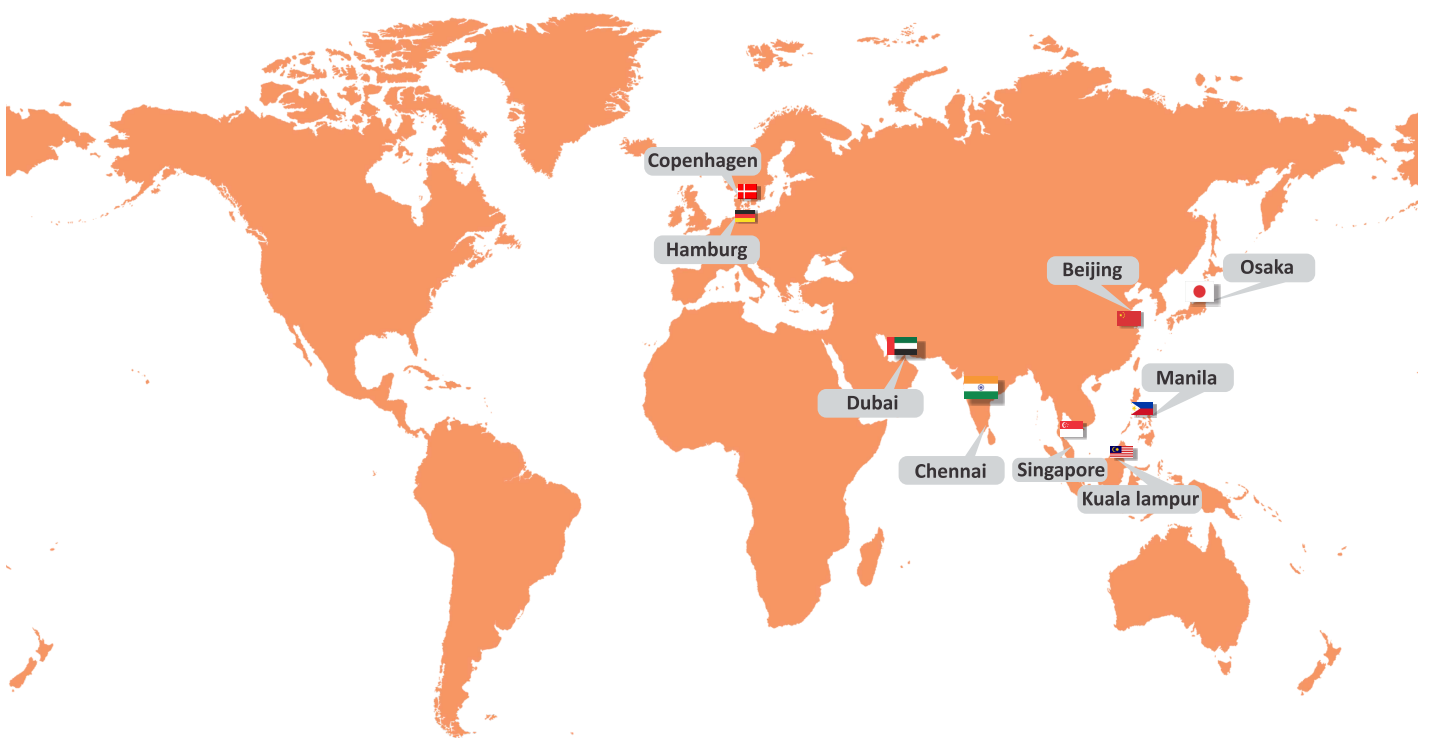 Copenhagen
Hamburg
Beijing
Osaka
Dubai
Manila
Chennai
Singapore
Kuala lampur